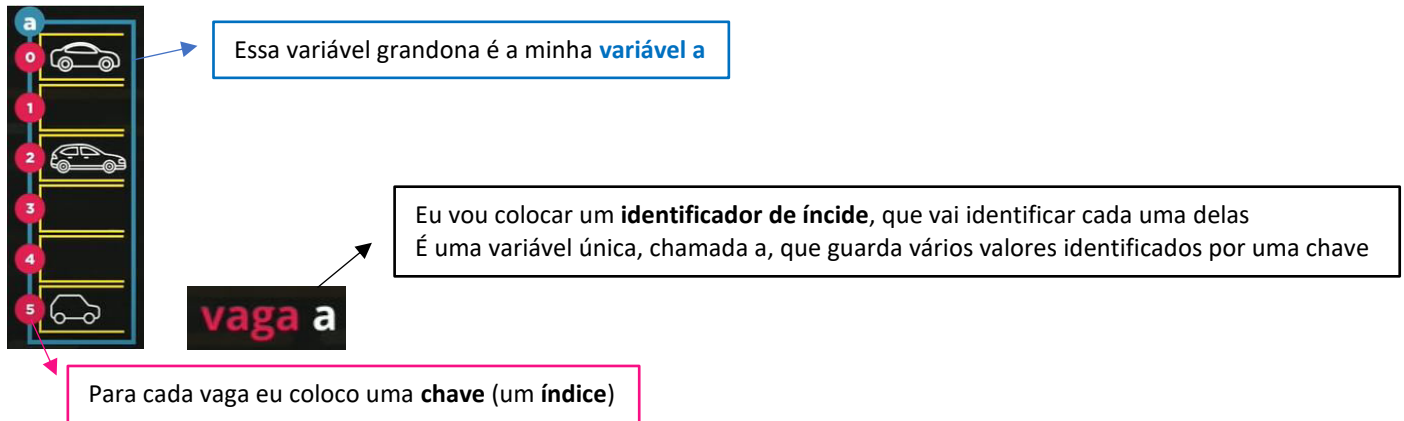 a
0
1
2
3
4
5
Essa variável grandona é a minha variável a
Eu vou colocar um identificador de íncide, que vai identificar cada uma delas
É uma variável única, chamada a, que guarda vários valores identificados por uma chave
vaga a
Para cada vaga eu coloco uma chave (um índice)